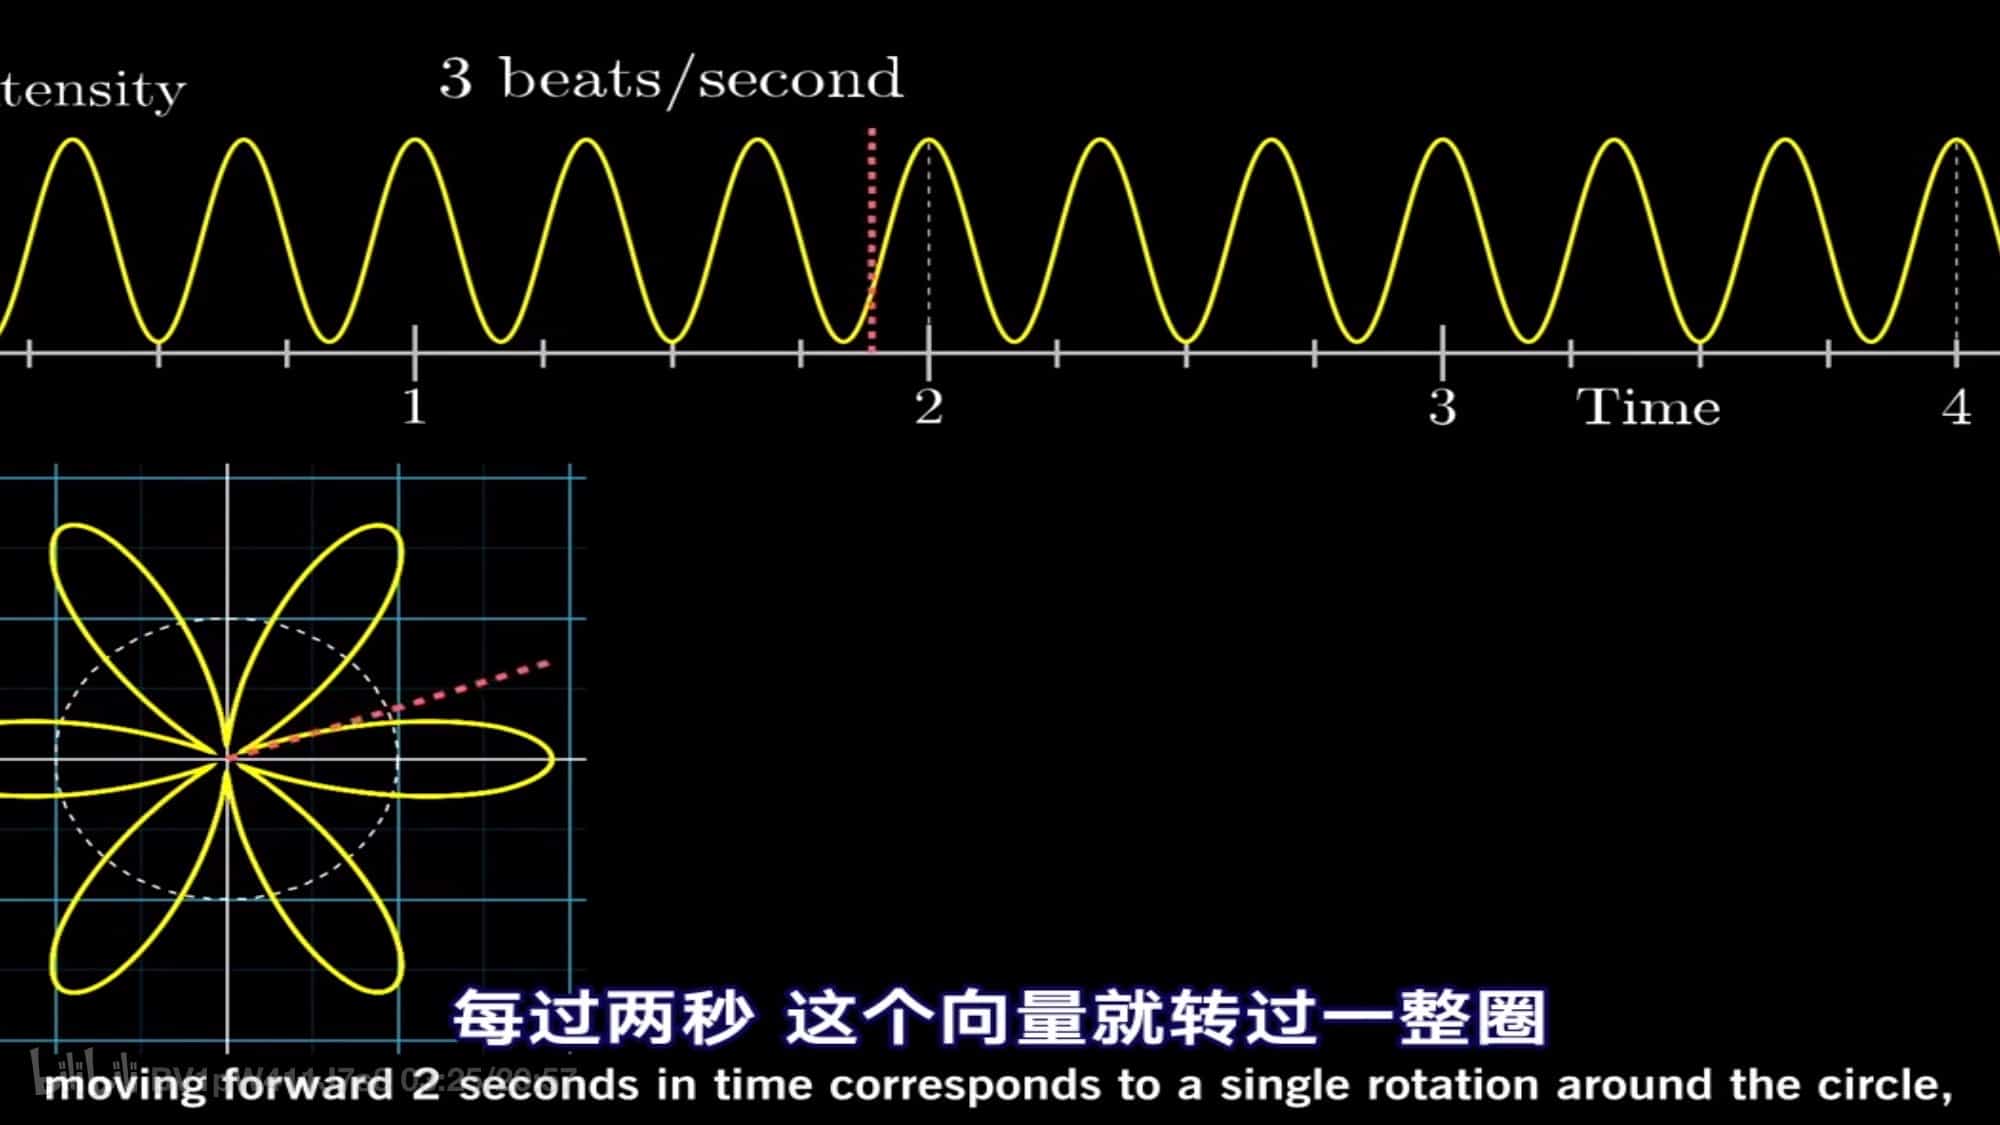 tensity
3 beats/second
1 2 3 Time 4
每过两秒 这个向量就转过一整圈
moving forward 2 seconds in time corresponds to a single rotation around the circle,